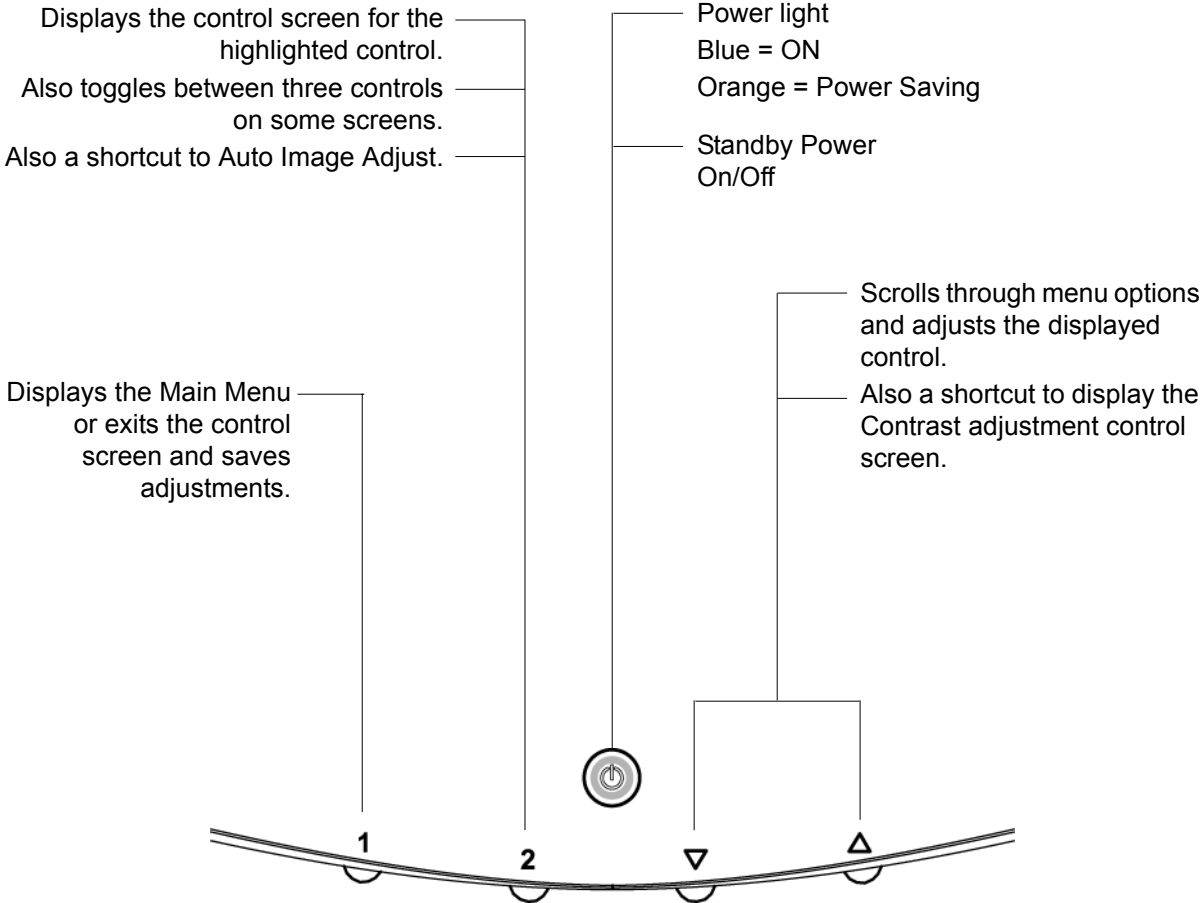 Displays the control screen for the
highlighted control.
Also toggles between three controls
on some screens.
Also a shortcut to Auto Image Adjust.
Power light
Blue = ON
Orange = Power Saving
Standby Power
On/Off
Scrolls through menu options
and adjusts the displayed
control.
Also a shortcut to display the
Contrast adjustment control
screen.
Displays the Main Menu
or exits the control
screen and saves
adjustments.
1
2
▽
△